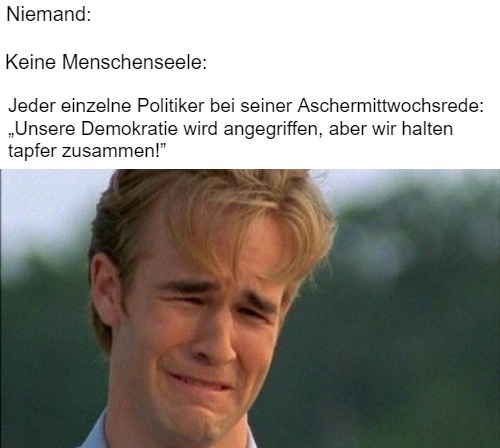 Niemand:
Keine Menschenseele:
Jeder einzelne Politiker bei seiner Aschermittwochsrede:
„Unsere Demokratie wird angegriffen, aber wir halten
tapfer zusammen!”